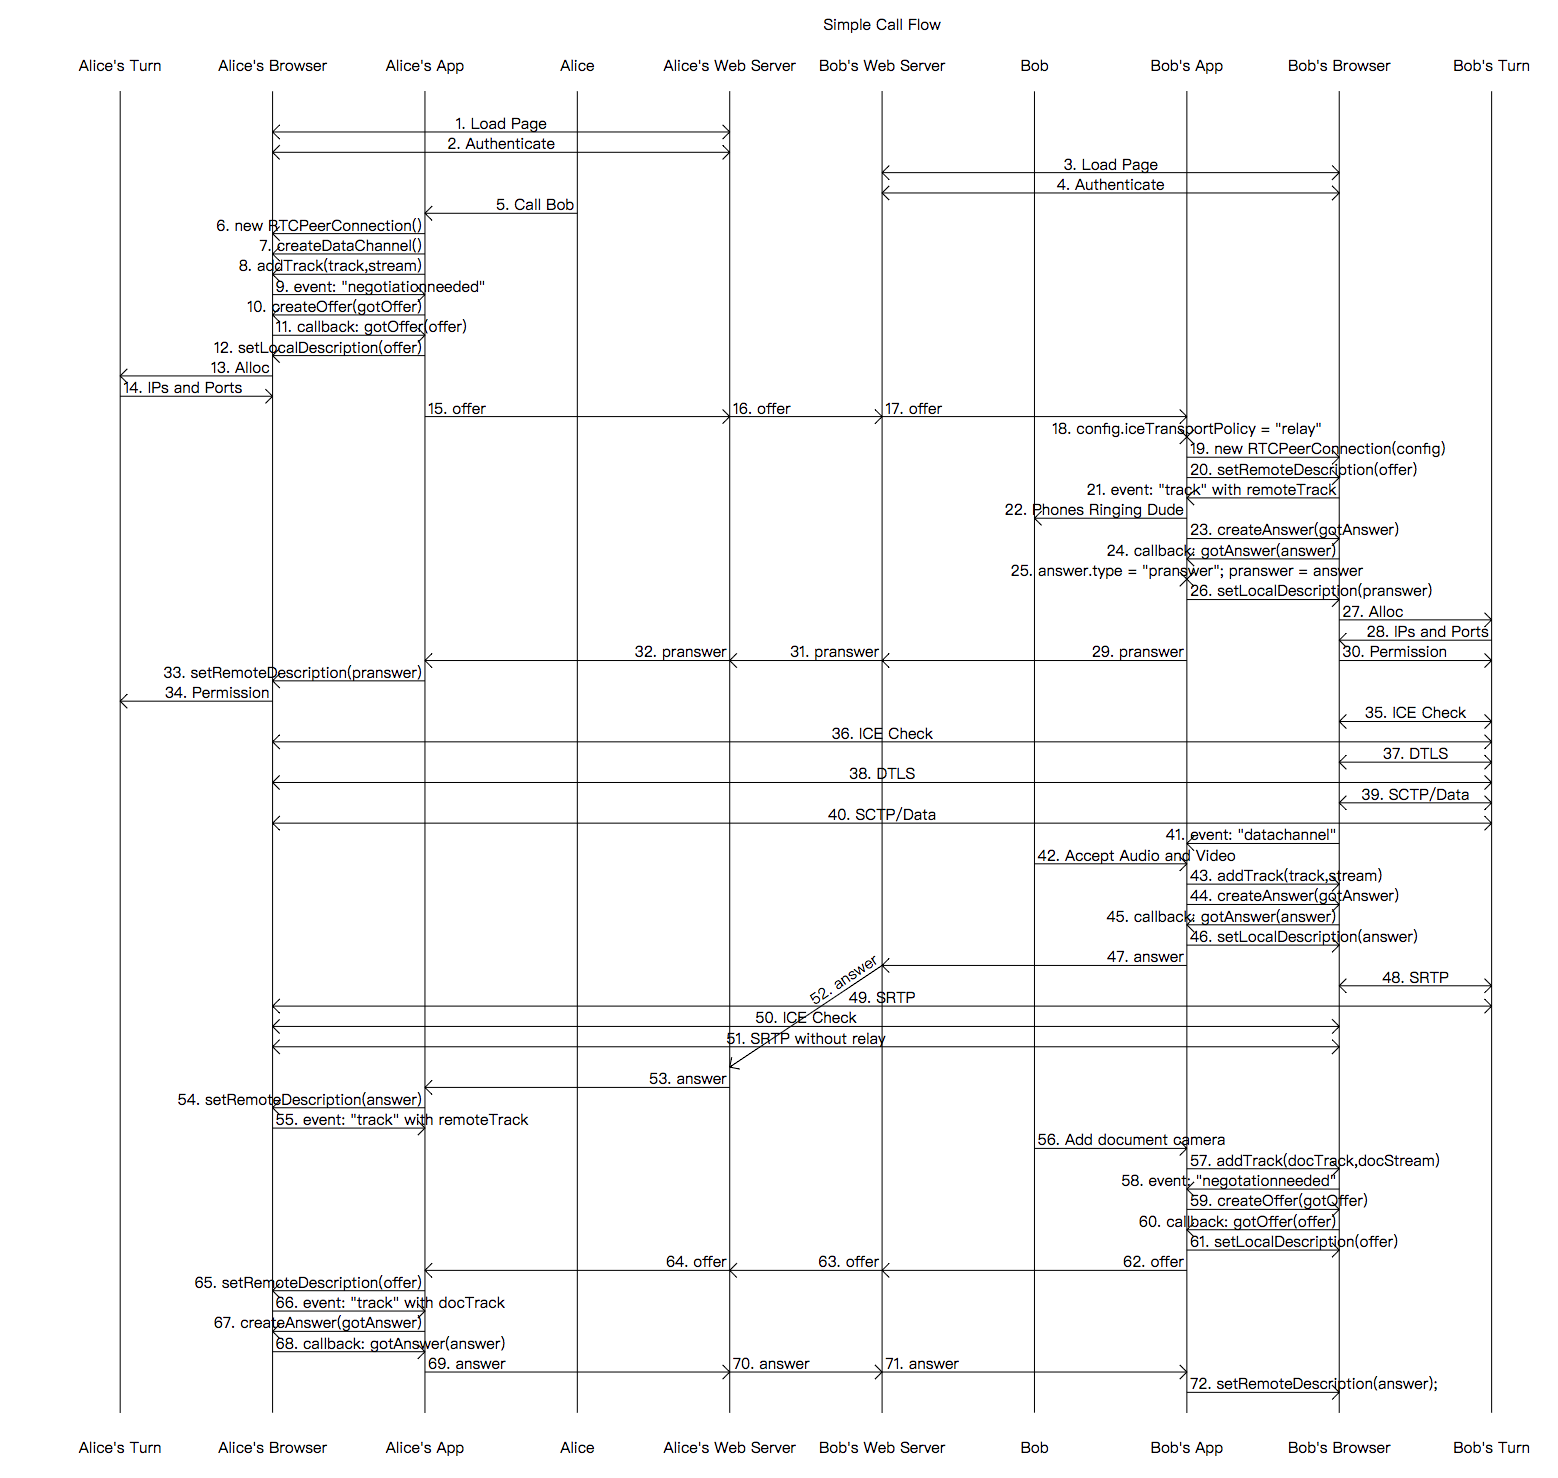 Simple Call Flow
Alice's Turn Alice's Browser Alice's App Alice Alice's Web Server Bob's Web Server Bob Bob's App Bob's Browser Bob's Turn
1. Load Page
2. Authenticate
3. Load Page
4. Authenticate
5. Call Bob
6. new RTCPeerConnection()
7. createDataChannel()
8. addTrack(track,stream)
9. event: "negotiationneeded"
10. createOffer(gotOffer)
11. callback: gotOffer(offer)
12. setLocalDescription(offer)
13. Alloc
14. IPs and Ports
15. offer 16. offer 17. offer
18. config.iceTransportPolicy = "relay"
19. new RTCPeerConnection(config)
20. setRemoteDescription(offer)
21. event: "track" with remoteTrack
22. Phones Ringing Dude
23. createAnswer(gotAnswer)
24. callback: gotAnswer(answer)
25. answer.type = "pranswer"; pranswer = answer
26. setLocalDescription(pranswer)
27. Alloc
28. IPs and Ports
32. pranswer 31. pranswer 29. pranswer 30. Permission
33. setRemoteDescription(pranswer)
34. Permission
35. ICE Check
36. ICE Check
37. DTLS
38. DTLS
39. SCTP/Data
40. SCTP/Data
41. event: "datachannel"
42. Accept Audio and Video
43. addTrack(track,stream)
44. createAnswer(gotAnswer)
45. callback: gotAnswer(answer)
46. setLocalDescription(answer)
47. answer
52. answer
48. SRTP
49. SRTP
50. ICE Check
51. SRTP without relay
53. answer
54. setRemoteDescription(answer)
55. event: "track" with remoteTrack
56. Add document camera
57. addTrack(docTrack,docStream)
58. event: "negotationneeded"
59. createOffer(gotOffer)
60. callback: gotOffer(offer)
61. setLocalDescription(offer)
64. offer 63. offer 62. offer
65. setRemoteDescription(offer)
66. event: "track" with docTrack
67. createAnswer(gotAnswer)
68. callback: gotAnswer(answer)
69. answer 70. answer 71. answer
72. setRemoteDescription(answer);
Alice's Turn Alice's Browser Alice's App Alice Alice's Web Server Bob's Web Server Bob Bob's App Bob's Browser Bob's Turn